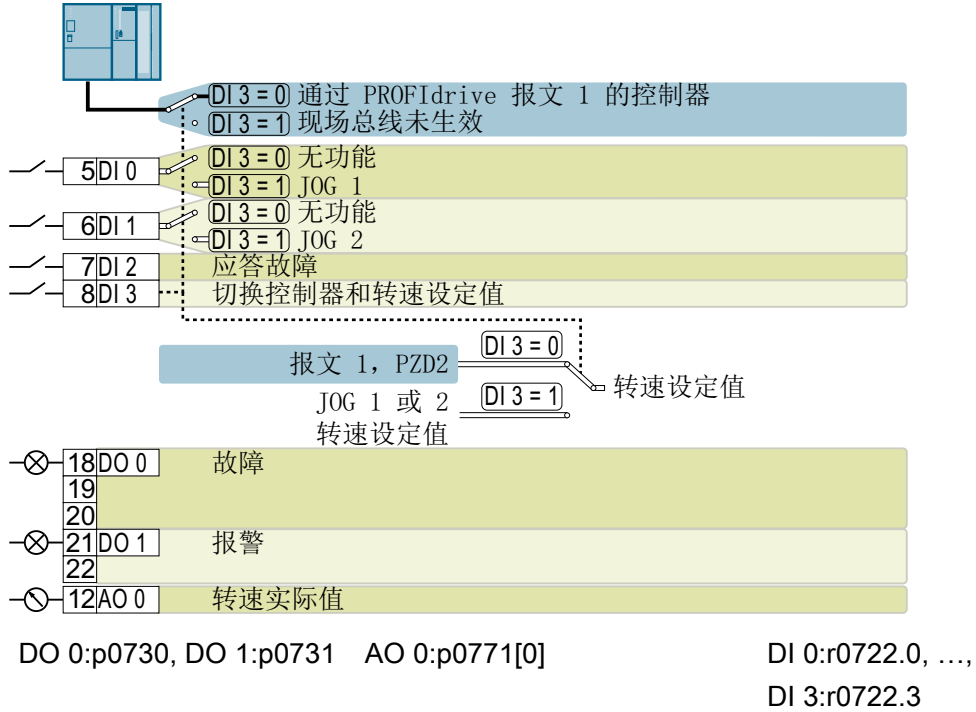 DI 3 = 0 通过 PROFIdrive 报文 1 的控制器
DI 3 = 1 现场总线未生效
5 DI 0 DI 3 = 0 无功能
DI 3 = 1 JOG 1
6 DI 1 DI 3 = 0 无功能
DI 3 = 1 JOG 2
7 DI 2 应答故障
8 DI 3 切换控制器和转速设定值
报文 1, PZD2 DI 3 = 0
转速设定值
JOG 1 或 2 DI 3 = 1
转速设定值
18 DO 0 故障
19
20
21 DO 1 报警
22
12 AO 0 转速实际值
DO 0:p0730, DO 1:p0731 AO 0:p0771[0] DI 0:r0722.0, …,
DI 3:r0722.3